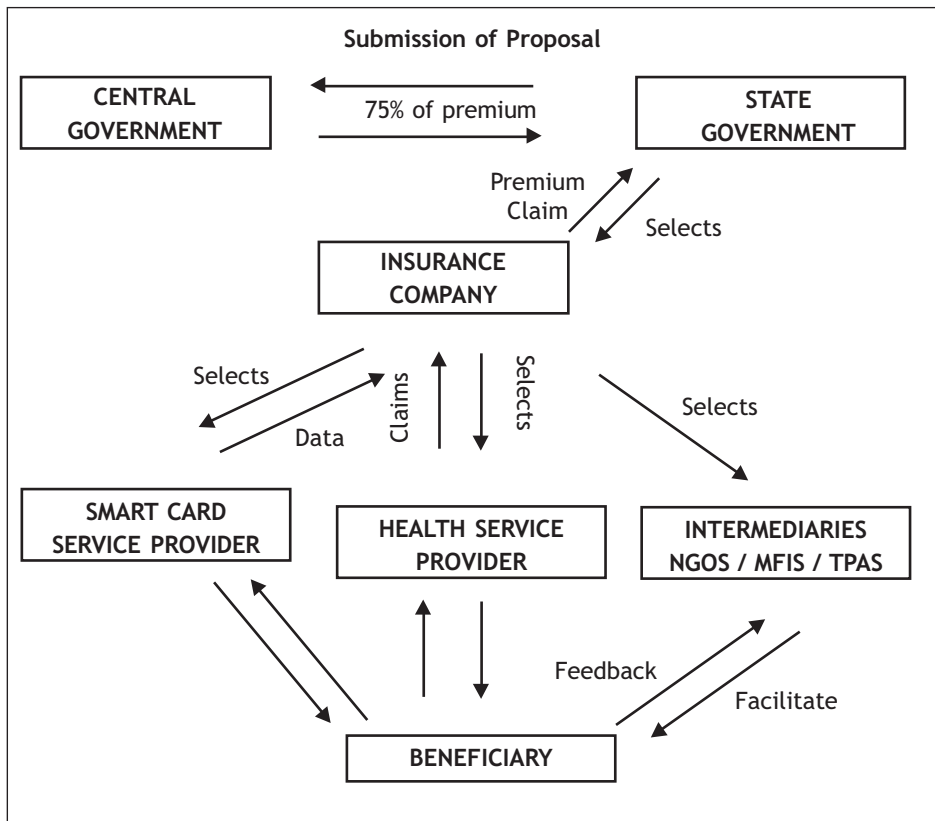 Submission of Proposal
CENTRAL
GOVERNMENT
75% of premium
STATE
GOVERNMENT
Premium
Claim
Selects
INSURANCE
COMPANY
Selects
Data
Claims
Selects
Selects
SMART CARD
SERVICE PROVIDER
HEALTH SERVICE
PROVIDER
INTERMEDIARIES
NGOS / MFIS / TPAS
Feedback
Facilitate
BENEFICIARY